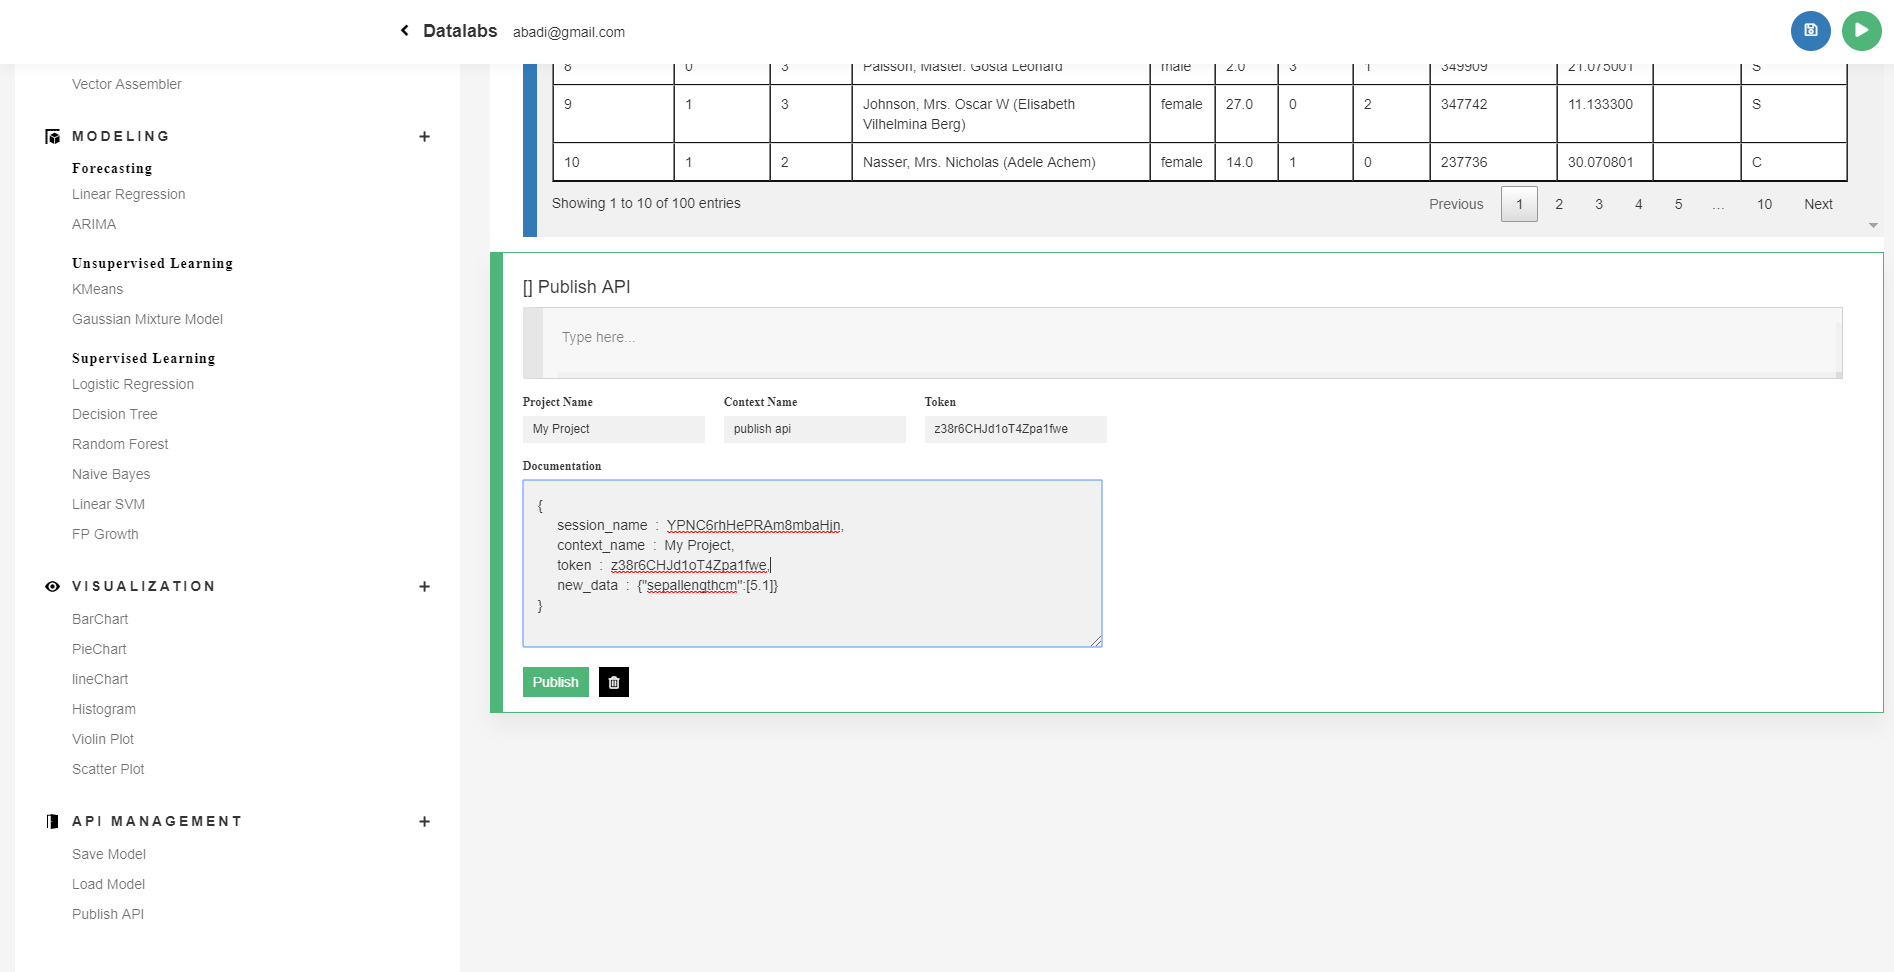 Datalabs abadi@gmail.com
Vector Assembler
MODELING
Forecasting
Linear Regression
ARIMA
Unsupervised Learning
KMeans
Gaussian Mixture Model
Supervised Learning
Logistic Regression
Decision Tree
Random Forest
Naive Bayes
Linear SVM
FP Growth
VISUALIZATION
BarChart
PieChart
lineChart
Histogram
Violin Plot
Scatter Plot
API MANAGEMENT
Save Model
Load Model
Publish API
8 0 3 Palsson, Master. Gosta Leonard male 2.0 3 1 349909 21.075001 S
9 1 3 Johnson, Mrs. Oscar W (Elisabeth female 27.0 0 2 347742 11.133300 S
Vilhelmina Berg)
10 1 2 Nasser, Mrs. Nicholas (Adele Achem) female 14.0 1 0 237736 30.070801 C
Showing 1 to 10 of 100 entries Previous 1 2 3 4 5 … 10 Next
[] Publish API
Type here...
Project Name Context Name Token
My Project publish api z38r6CHJd1oT4Zpa1fwe
Documentation
{
session_name : YPNC6rhHePRAm8mbaHjn,
context_name : My Project,
token : z38r6CHJd1oT4Zpa1fwe,
new_data : {"sepallengthcm":[5.1]}
}
Publish